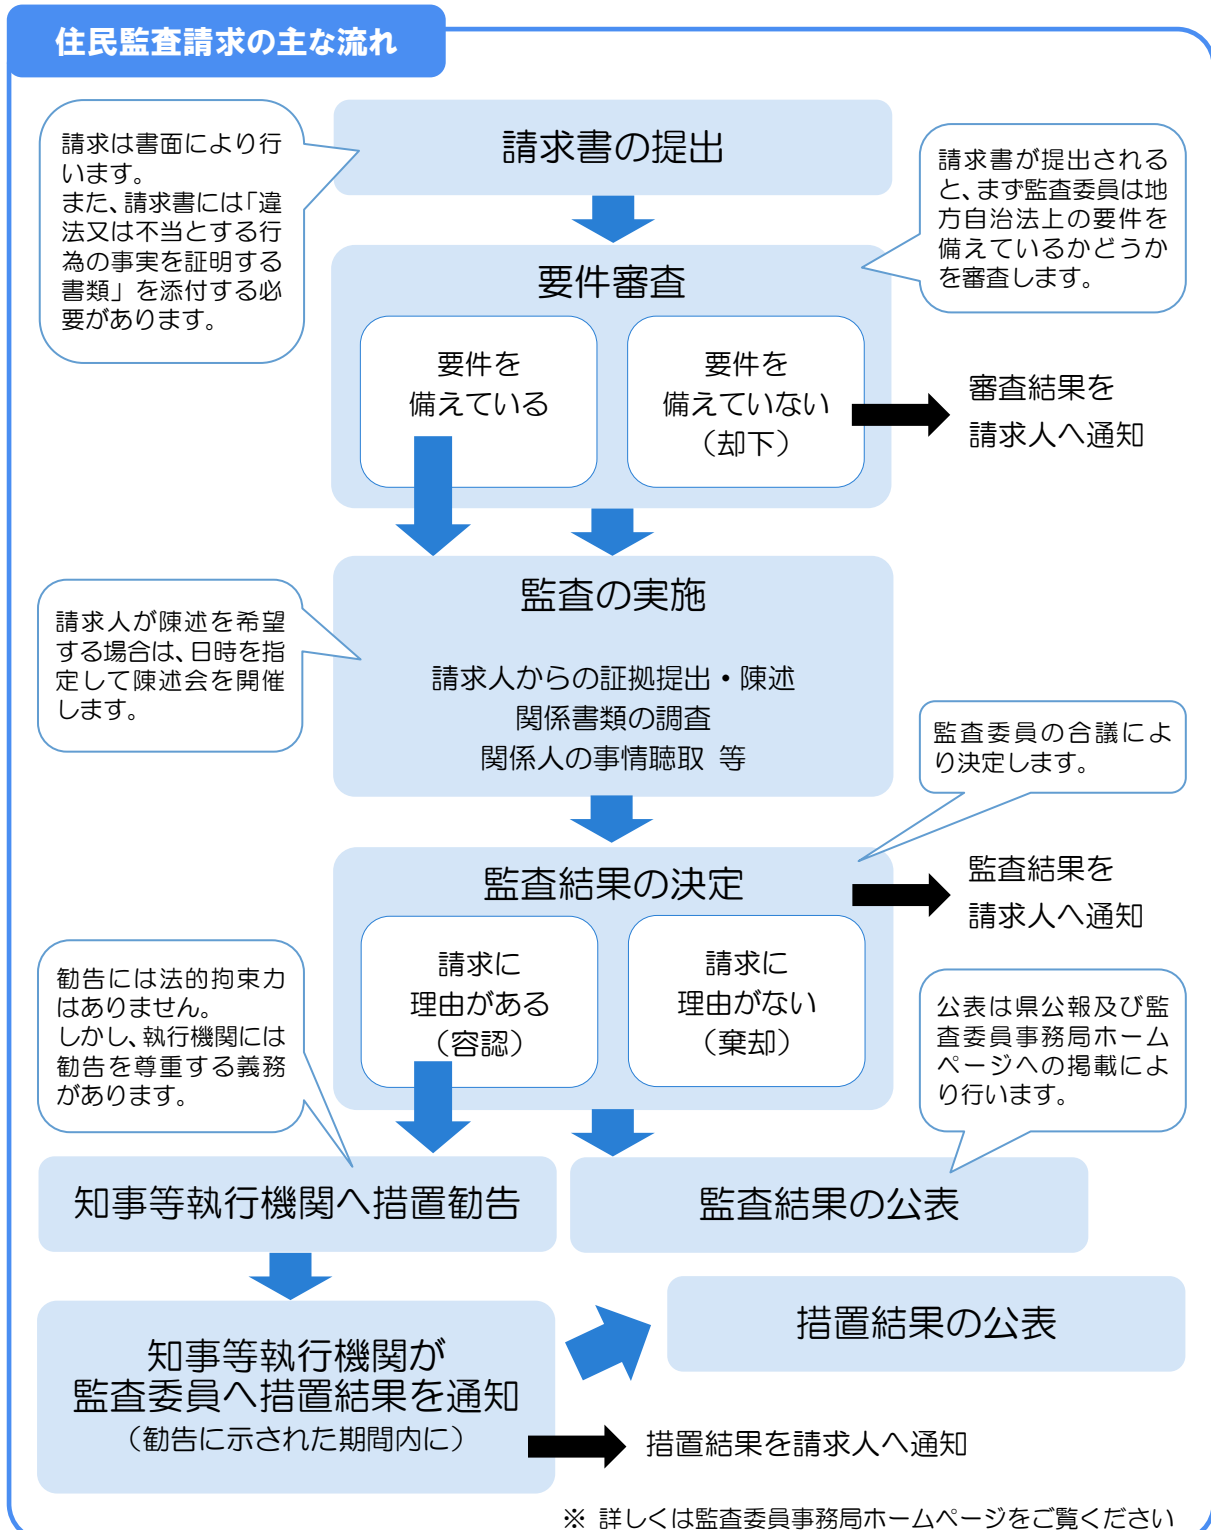 住民監査請求の主な流れ
請求は書面により行
います。
また、請求書には「違
法又は不当とする行
為の事実を証明する
書類」を添付する必
要があります。
請求書の提出
請求書が提出される
と、まず監査委員は地
方自治法上の要件を
備えているかどうか
を審査します。
要件審査
要件を
備えている
要件を
備えていない
（却下）
審査結果を
請求人へ通知
請求人が陳述を希望
する場合は、日時を指
定して陳述会を開催
します。
監査の実施
請求人からの証拠提出・陳述
関係書類の調査
関係人の事情聴取 等
監査委員の合議によ
り決定します。
監査結果の決定
監査結果を
請求人へ通知
請求に
理由がある
（容認）
請求に
理由がない
（棄却）
勧告には法的拘束力
はありません。
しかし、執行機関には
勧告を尊重する義務
があります。
公表は県公報及び監
査委員事務局ホーム
ページへの掲載によ
り行います。
知事等執行機関へ措置勧告
監査結果の公表
知事等執行機関が
監査委員へ措置結果を通知
（勧告に示された期間内に）
措置結果の公表
措置結果を請求人へ通知
※ 詳しくは監査委員事務局ホームページをご覧ください